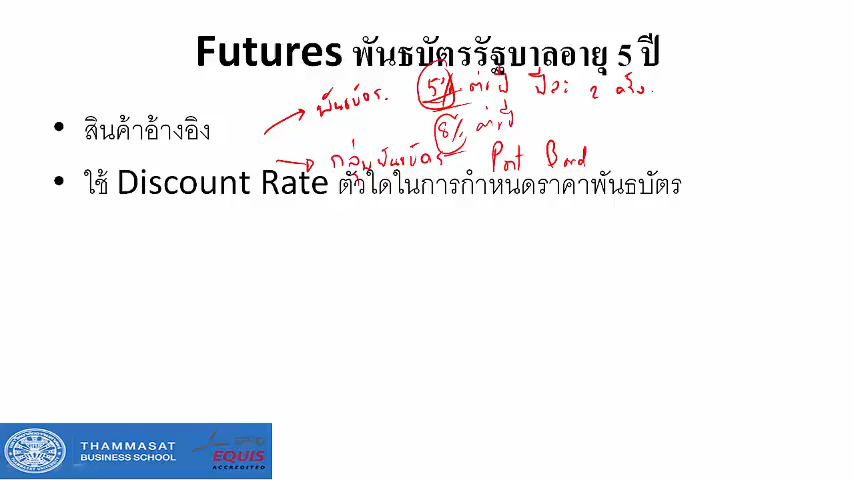 Futures พันธบัตรรัฐบาลอายุ 5 ปี
พันธบัตร. 5% ต่อปี ปีละ 2 ครั้ง.
8% ต่อปี
• สินค้าอ้างอิง
กลุ่มพันธบัตร Port Bond
• ใช้ Discount Rate ตัวใดในการกำหนดราคาพันธบัตร
THAMMASAT
BUSINESS SCHOOL
EQUIS
ACCREDITED